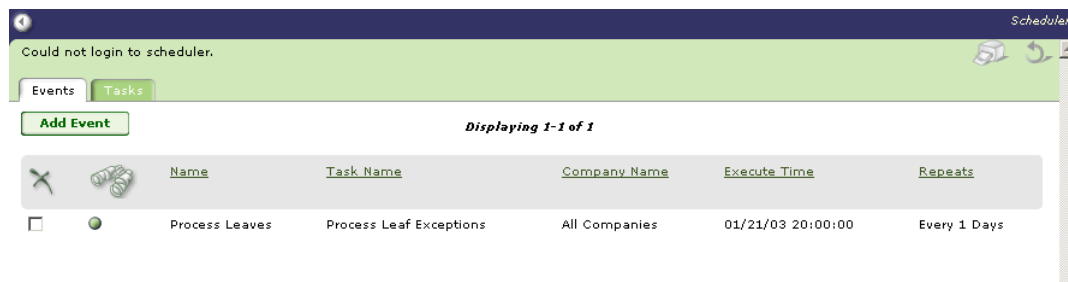 Scheduler
Could not login to scheduler.
Events Tasks
Add Event Displaying 1-1 of 1
Name Task Name Company Name Execute Time Repeats
Process Leaves Process Leaf Exceptions All Companies 01/21/03 20:00:00 Every 1 Days